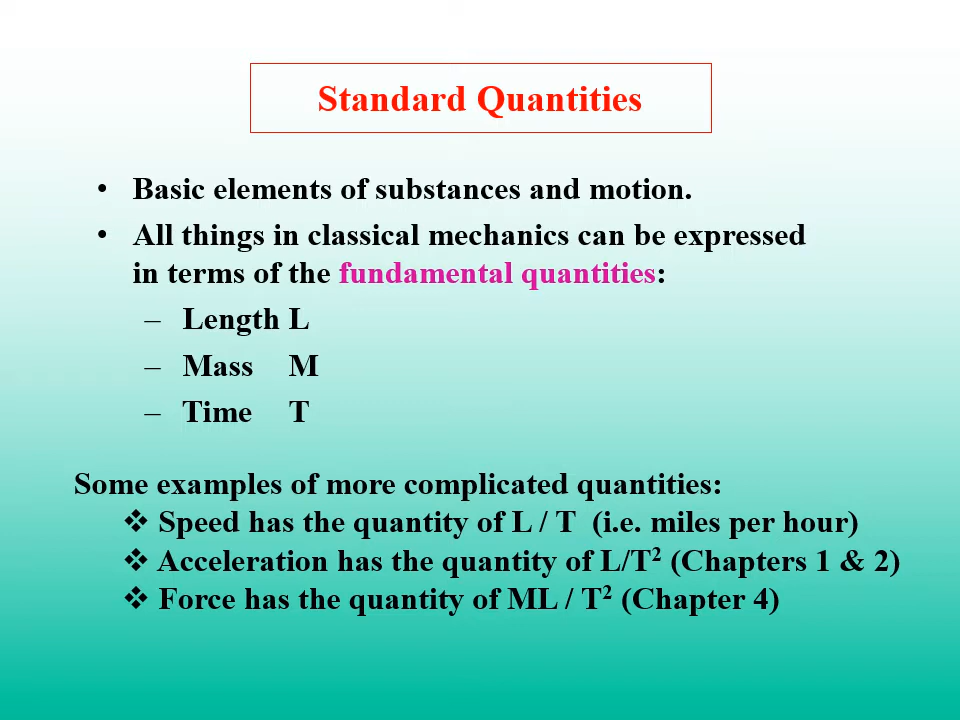 Standard Quantities
• Basic elements of substances and motion.
• All things in classical mechanics can be expressed
in terms of the fundamental quantities:
– Length L
– Mass M
– Time T
Some examples of more complicated quantities:
❖ Speed has the quantity of L / T (i.e. miles per hour)
❖ Acceleration has the quantity of L/T² (Chapters 1 & 2)
❖ Force has the quantity of ML / T² (Chapter 4)